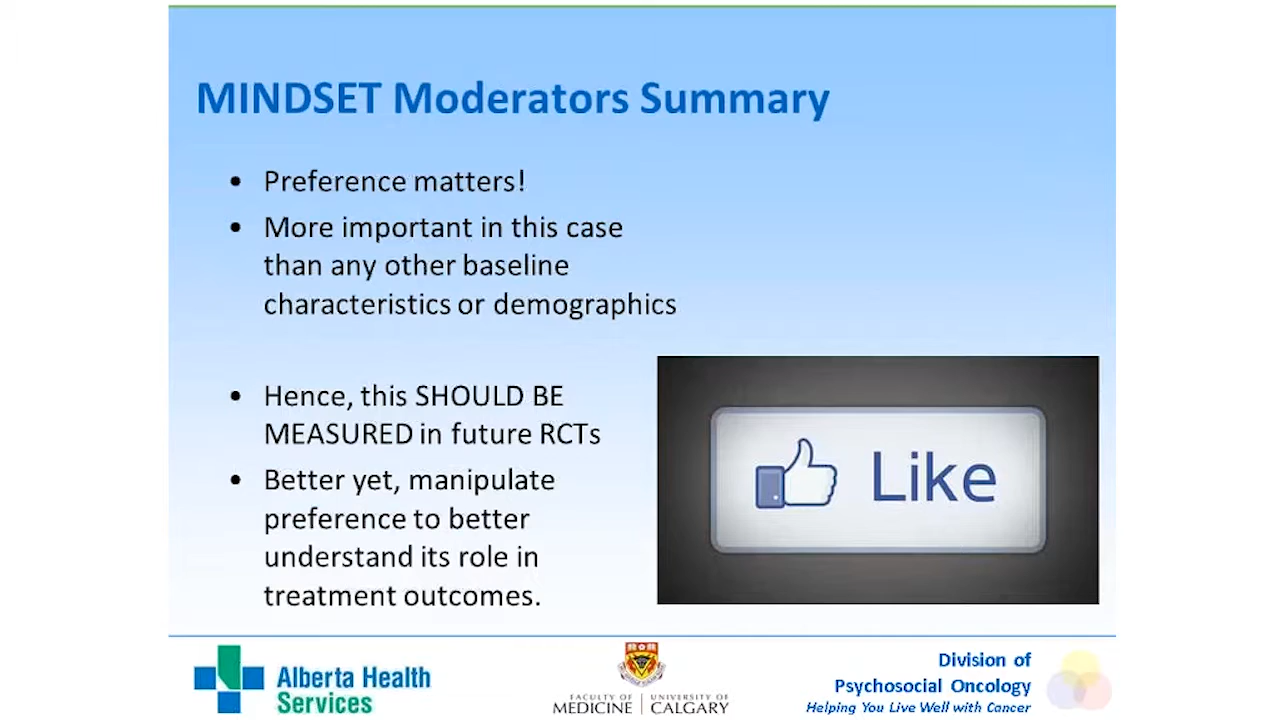 MINDSET Moderators Summary
• Preference matters!
• More important in this case
than any other baseline
characteristics or demographics
• Hence, this SHOULD BE
MEASURED in future RCTs
• Better yet, manipulate
preference to better
understand its role in
treatment outcomes.
Like
Alberta Health
Services
FACULTY OF
MEDICINE
UNIVERSITY OF
CALGARY
Division of
Psychosocial Oncology
Helping You Live Well with Cancer